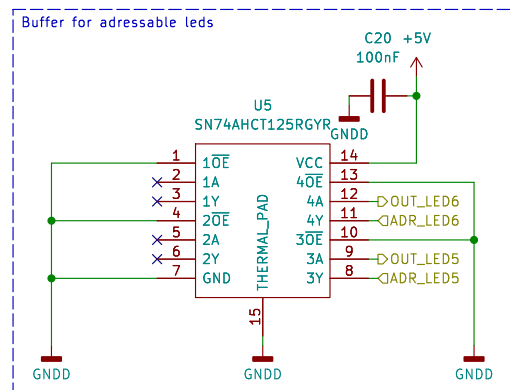 Buffer for adressable leds
C20 +5V
100nF
GNDD
U5
SN74AHCT125RGYR
1 1OE VCC 14
2 1A 4OE 13
3 1Y 4A 12 OUT_LED6
4 2OE 4Y 11 ADR_LED6
5 2A 3OE 10
6 2Y 3A 9 OUT_LED5
7 GND 3Y 8 ADR_LED5
THERMAL_PAD
15
GNDD GNDD GNDD